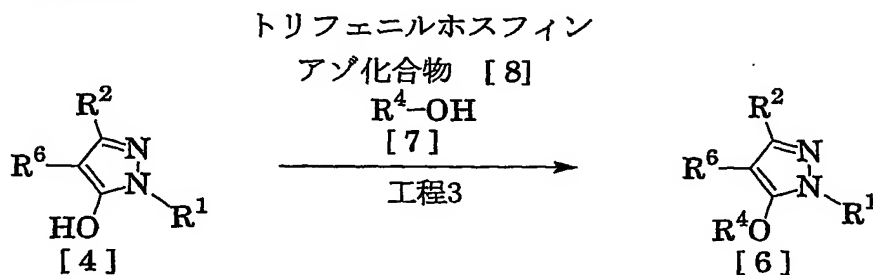 トリフェニルホスフィン
アゾ化合物 [8]
R⁴-OH
[7]
工程3
R²
R⁶
N
N
HO
R¹
[4]
R²
R⁶
N
N
R⁴O
R¹
[6]